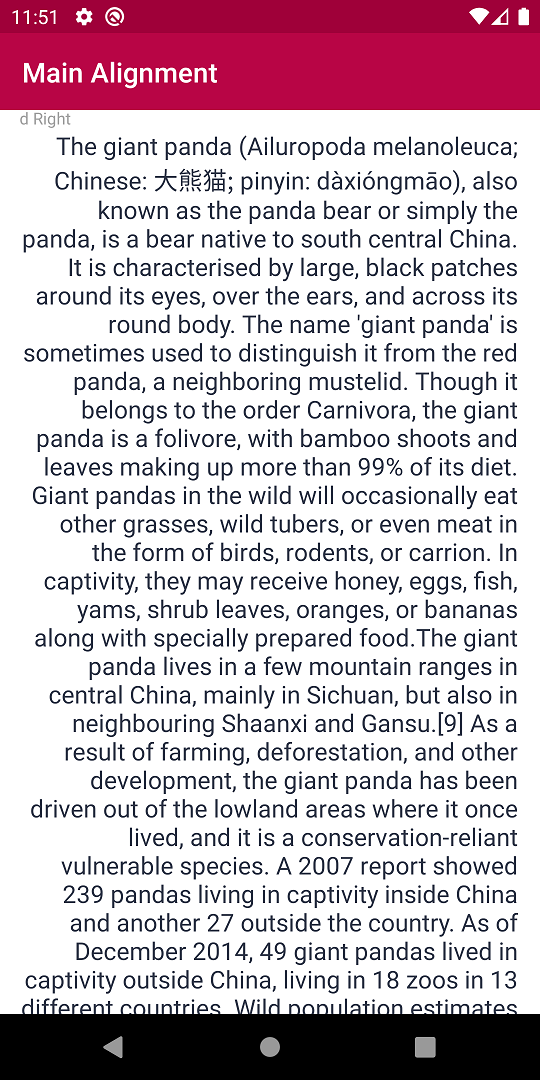 11:51
Main Alignment
d Right
The giant panda (Ailuropoda melanoleuca;
Chinese: 大熊猫; pinyin: dàxióngmāo), also
known as the panda bear or simply the
panda, is a bear native to south central China.
It is characterised by large, black patches
around its eyes, over the ears, and across its
round body. The name 'giant panda' is
sometimes used to distinguish it from the red
panda, a neighboring mustelid. Though it
belongs to the order Carnivora, the giant
panda is a folivore, with bamboo shoots and
leaves making up more than 99% of its diet.
Giant pandas in the wild will occasionally eat
other grasses, wild tubers, or even meat in
the form of birds, rodents, or carrion. In
captivity, they may receive honey, eggs, fish,
yams, shrub leaves, oranges, or bananas
along with specially prepared food.The giant
panda lives in a few mountain ranges in
central China, mainly in Sichuan, but also in
neighbouring Shaanxi and Gansu.[9] As a
result of farming, deforestation, and other
development, the giant panda has been
driven out of the lowland areas where it once
lived, and it is a conservation-reliant
vulnerable species. A 2007 report showed
239 pandas living in captivity inside China
and another 27 outside the country. As of
December 2014, 49 giant pandas lived in
captivity outside China, living in 18 zoos in 13
different countries. Wild population estimates